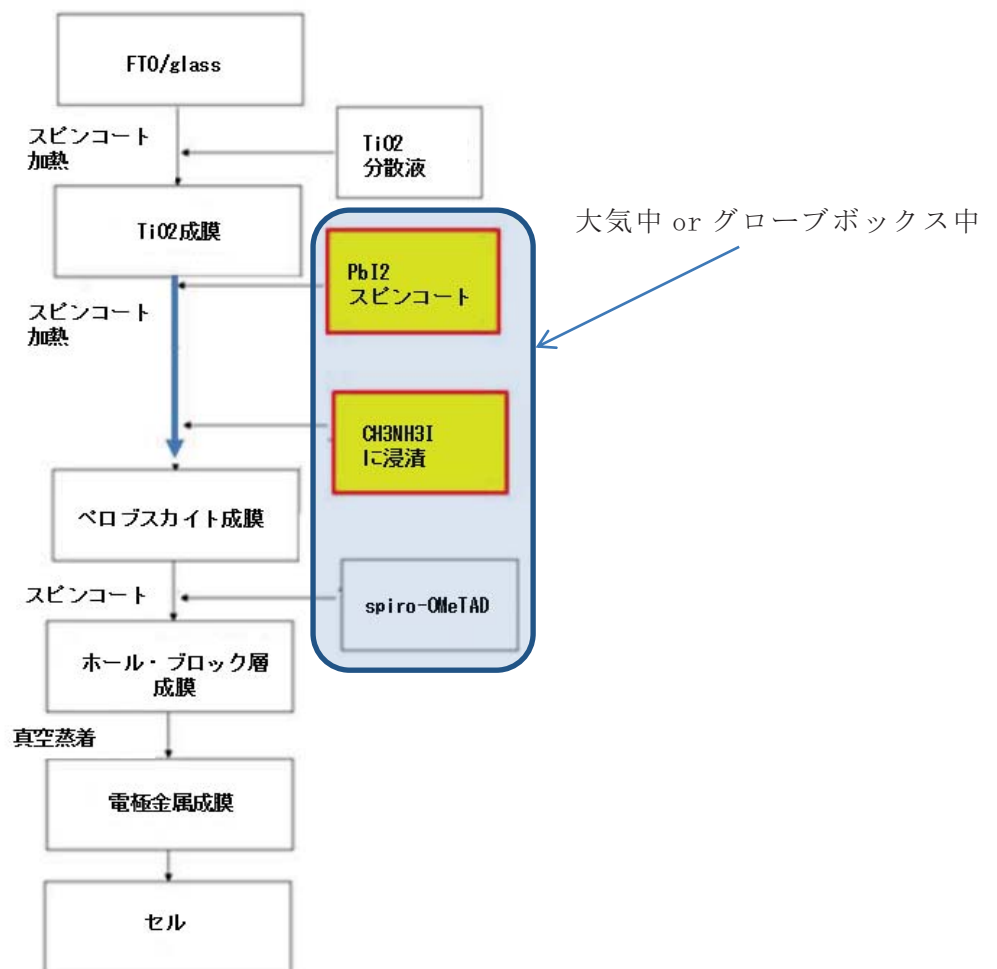 FTO/glass
スピンコート
加熱
TiO2
分散液
TiO2成膜
大気中 or グローブボックス中
PbI2
スピンコート
スピンコート
加熱
CH3NH3I
に浸漬
ペロブスカイト成膜
スピンコート
spiro-OMeTAD
ホール・ブロック層
成膜
真空蒸着
電極金属成膜
セル